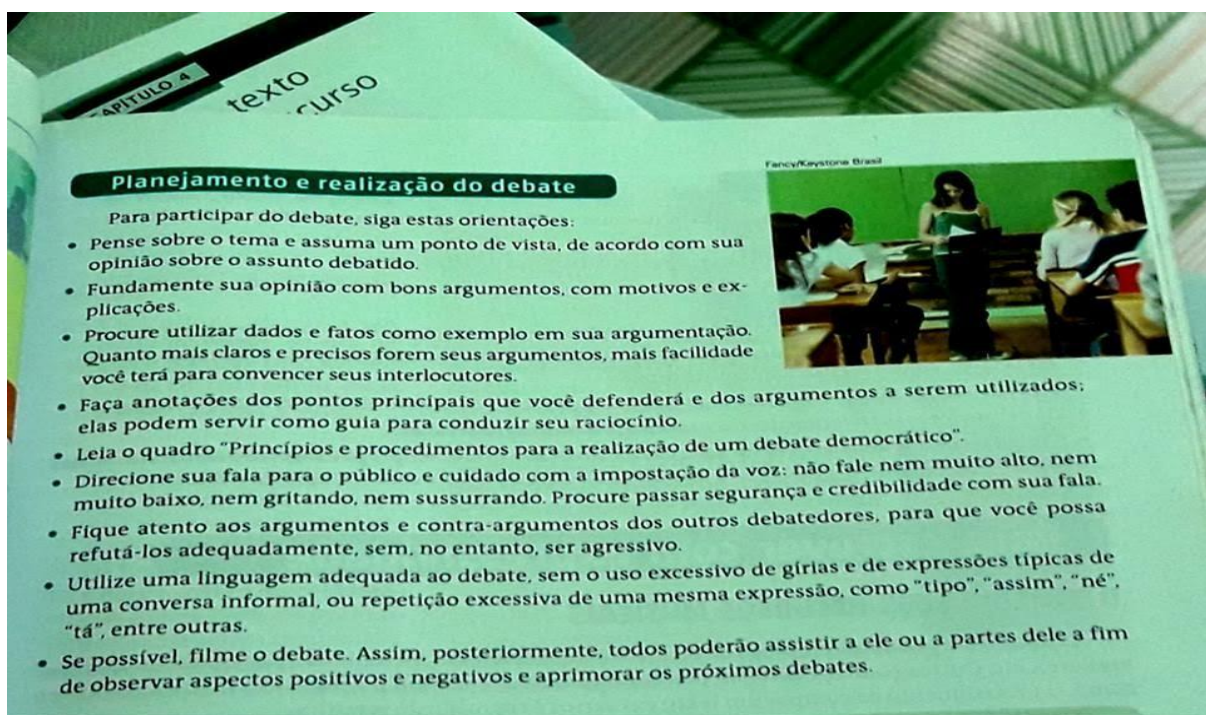 CAPÍTULO 4
texto
curso
Fancy/Keystone Brasil
Planejamento e realização do debate
Para participar do debate, siga estas orientações:
• Pense sobre o tema e assuma um ponto de vista, de acordo com sua
opinião sobre o assunto debatido.
• Fundamente sua opinião com bons argumentos, com motivos e ex-
plicações.
• Procure utilizar dados e fatos como exemplo em sua argumentação.
Quanto mais claros e precisos forem seus argumentos, mais facilidade
você terá para convencer seus interlocutores.
• Faça anotações dos pontos principais que você defenderá e dos argumentos a serem utilizados;
elas podem servir como guia para conduzir seu raciocínio.
• Leia o quadro "Princípios e procedimentos para a realização de um debate democrático".
• Direcione sua fala para o público e cuidado com a impostação da voz: não fale nem muito alto, nem
muito baixo, nem gritando, nem sussurrando. Procure passar segurança e credibilidade com sua fala.
• Fique atento aos argumentos e contra-argumentos dos outros debatedores, para que você possa
refutá-los adequadamente, sem, no entanto, ser agressivo.
• Utilize uma linguagem adequada ao debate, sem o uso excessivo de gírias e de expressões típicas de
uma conversa informal, ou repetição excessiva de uma mesma expressão, como "tipo", "assim", "né",
"tá", entre outras.
• Se possível, filme o debate. Assim, posteriormente, todos poderão assistir a ele ou a partes dele a fim
de observar aspectos positivos e negativos e aprimorar os próximos debates.